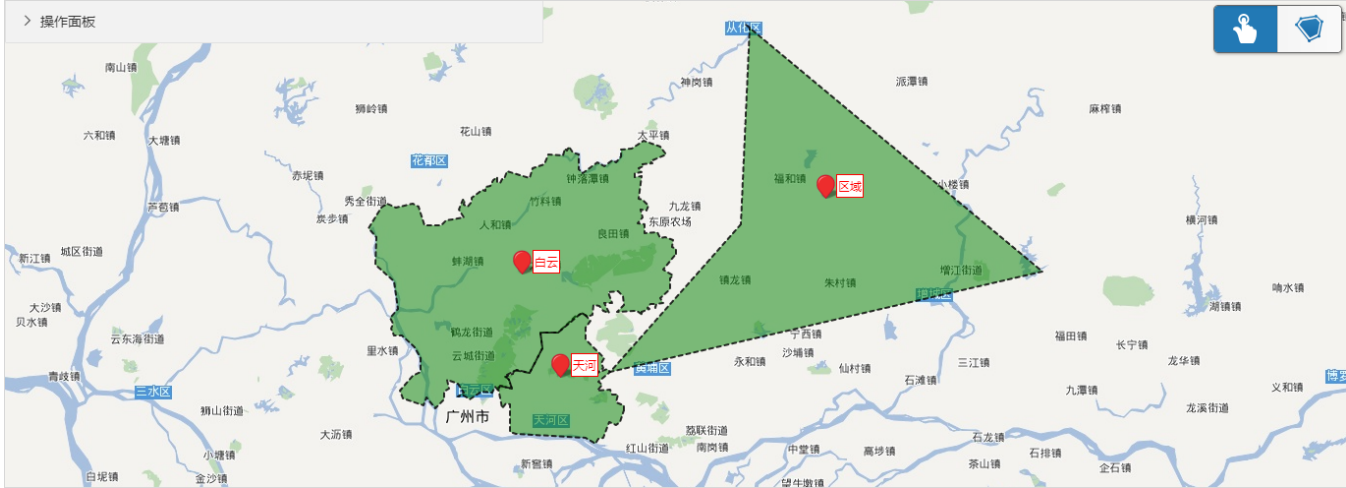 操作面板
从化区
南山镇
神岗镇
派潭镇
狮岭镇
麻榨镇
六和镇
大塘镇
花山镇
太平镇
花都区
赤坭镇
钟落潭镇
福和镇
区域
小楼镇
芦苞镇
秀全街道
炭步镇
竹料镇
九龙镇
人和镇
东原农场
横河镇
良田镇
城区街道
新江镇
蚌湖镇
白云
镇龙镇
朱村镇
增江街道
增城区
响水镇
大沙镇
贝水镇
湖镇镇
云东海街道
鹤龙街道
宁西镇
福田镇
长宁镇
里水镇
云城街道
沙埔镇
天河
黄埔区
永和镇
仙村镇
三江镇
龙华镇
青岐镇
三水区
白云区
石滩镇
九潭镇
义和镇
狮山街道
广州市
天河区
龙溪街道
大沥镇
荔联街道
红山街道
南岗镇
石龙镇
小塘镇
中堂镇
高埗镇
石排镇
白坭镇
金沙镇
新窖镇
茶山镇
企石镇
望牛墩镇